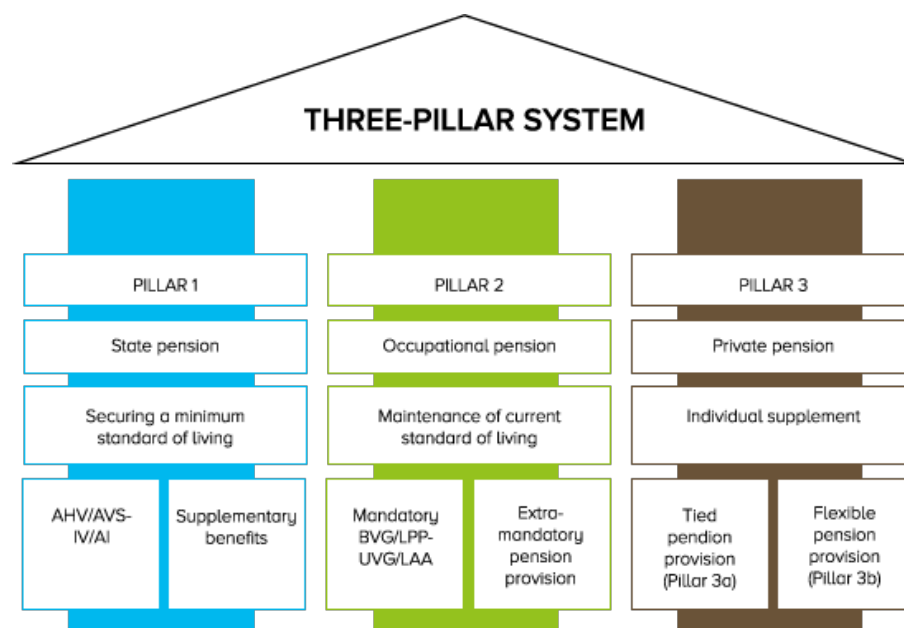 THREE-PILLAR SYSTEM
PILLAR 1
State pension
Securing a minimum
standard of living
AHV/AVS-
IV/AI
Supplementary
benefits
PILLAR 2
Occupational pension
Maintenance of current
standard of living
Mandatory
BVG/LPP-
UVG/LAA
Extra-
mandatory
pension
provision
PILLAR 3
Private pension
Individual supplement
Tied
pendion
provision
(Pillar 3a)
Flexible
pension
provision
(Pillar 3b)